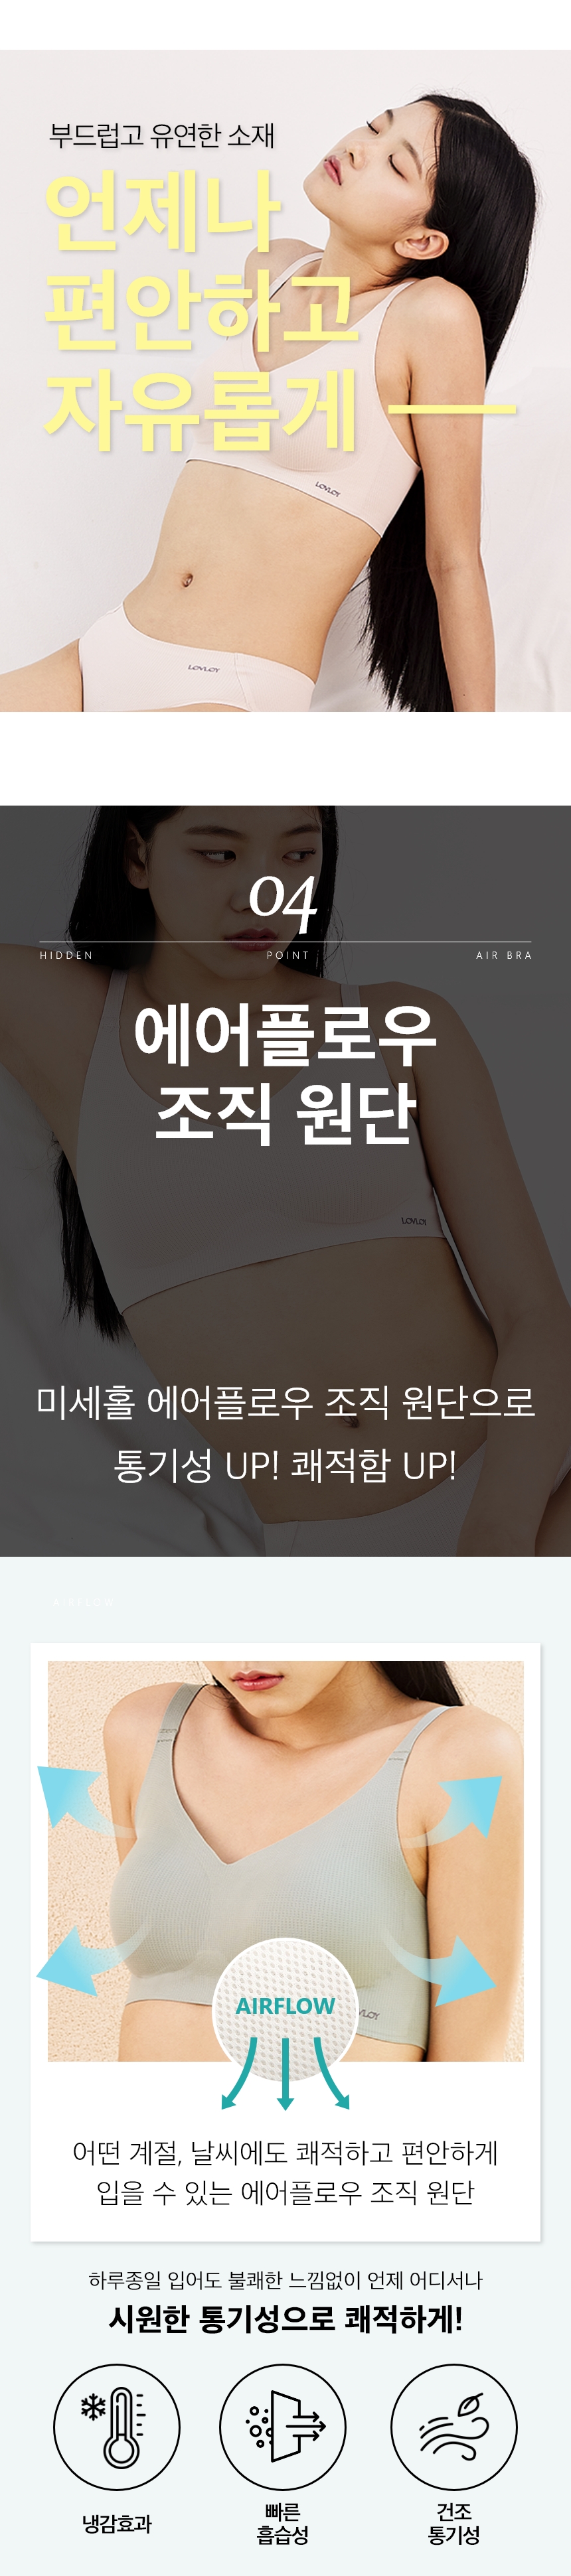 부드럽고 유연한 소재
언제나
편안하고
자유롭게
LOVLOY
LOVLOY
04
HIDDEN POINT AIR BRA
에어플로우
조직 원단
LOVLOY
미세홀 에어플로우 조직 원단으로
통기성 UP! 쾌적함 UP!
AIRFLOW
AIRFLOW
어떤 계절, 날씨에도 쾌적하고 편안하게
입을 수 있는 에어플로우 조직 원단
하루종일 입어도 불쾌한 느낌없이 언제 어디서나
시원한 통기성으로 쾌적하게!
냉감효과
빠른
흡습성
건조
통기성